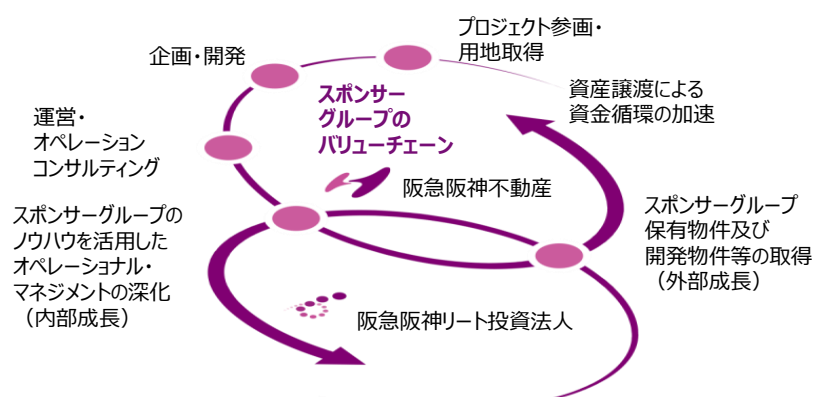 プロジェクト参画・
用地取得
企画・開発
資産譲渡による
資金循環の加速
スポンサー
グループの
バリューチェーン
運営・
オペレーション
コンサルティング
阪急阪神不動産
スポンサーグループの
ノウハウを活用した
オペレーショナル・
マネジメントの深化
（内部成長）
スポンサーグループ
保有物件及び
開発物件等の取得
（外部成長）
阪急阪神リート投資法人